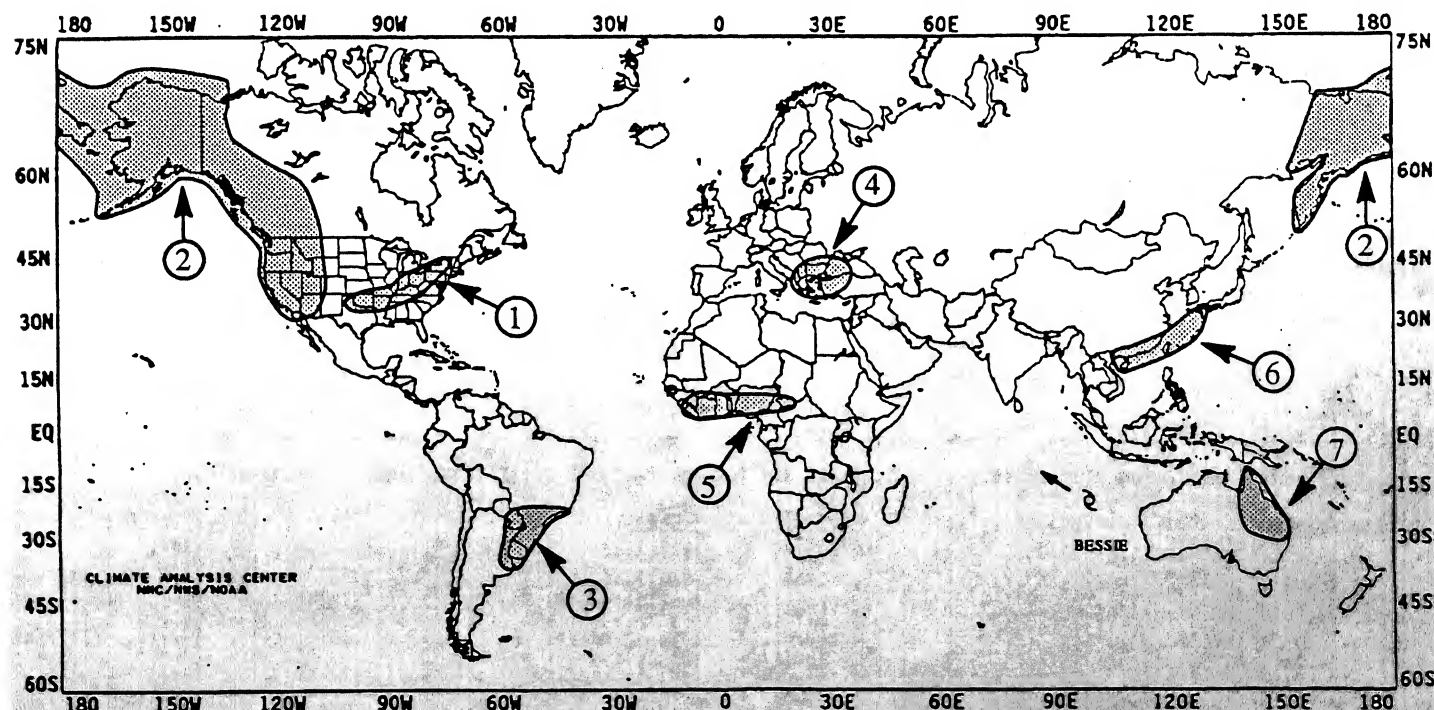 180 150W 120W 90W 60W 30W 0 30E 60E 90E 120E 150E 180
75N 75N
60N 60N
④
② ②
45N 45N
①
30N 30N
⑥
15N 15N
EQ EQ
⑤ ⑦
15S 15S
30S BESSIE 30S
CLIMATE ANALYSIS CENTER
NMC/NWS/NOAA
③
45S 45S
60S 60S
180 150W 120W 90W 60W 30W 0 30E 60E 90E 120E 150E 180